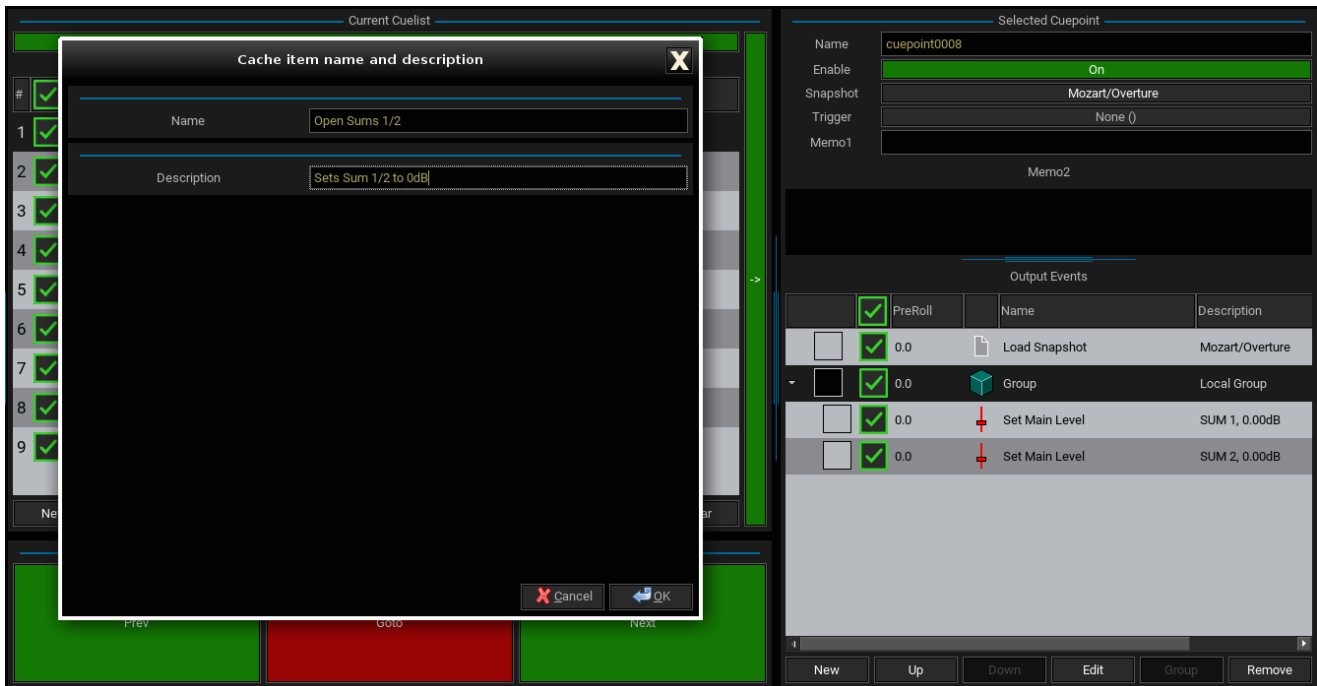 Current Cuelist
Cache item name and description
X
Name Open Sums 1/2
Description Sets Sum 1/2 to 0dB
#
1
2
3
4
5
6
7
8
9
->
Cancel OK
Prev Goto Next
Selected Cuepoint
Name cuepoint0008
Enable On
Snapshot Mozart/Overture
Trigger None ()
Memo1
Memo2
Output Events
PreRoll Name Description
0.0 Load Snapshot Mozart/Overture
0.0 Group Local Group
0.0 Set Main Level SUM 1, 0.00dB
0.0 Set Main Level SUM 2, 0.00dB
New Up Down Edit Group Remove